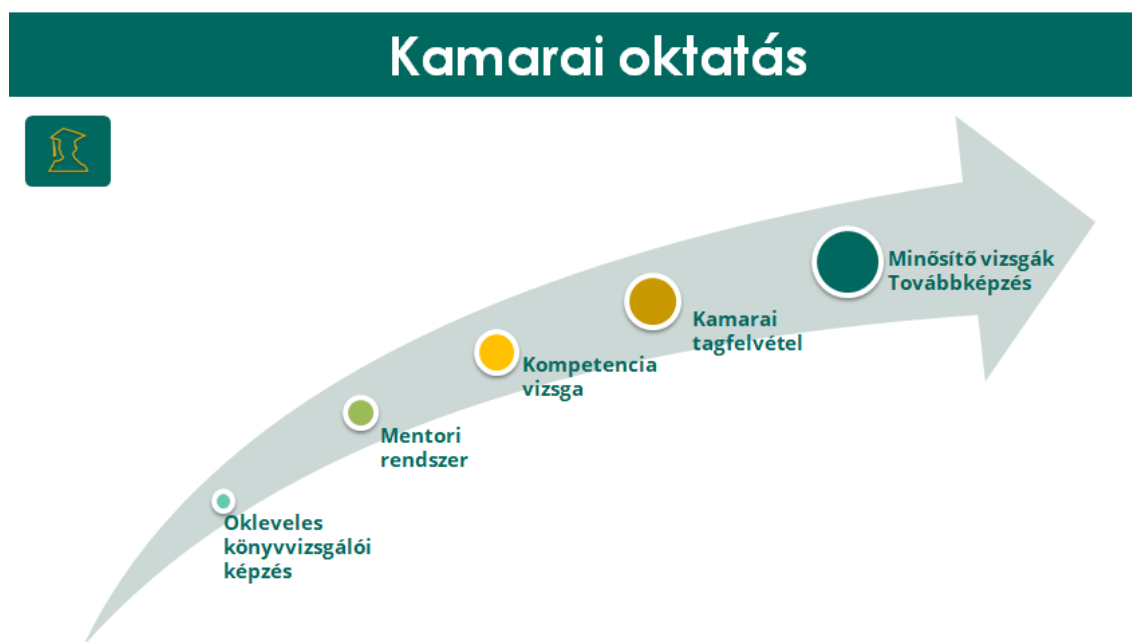 Kamarai oktatás
Minősítő vizsgák
Továbbképzés
Kamarai
tagfelvétel
Kompetencia
vizsga
Mentori
rendszer
Okleveles
könyvvizsgálói
képzés